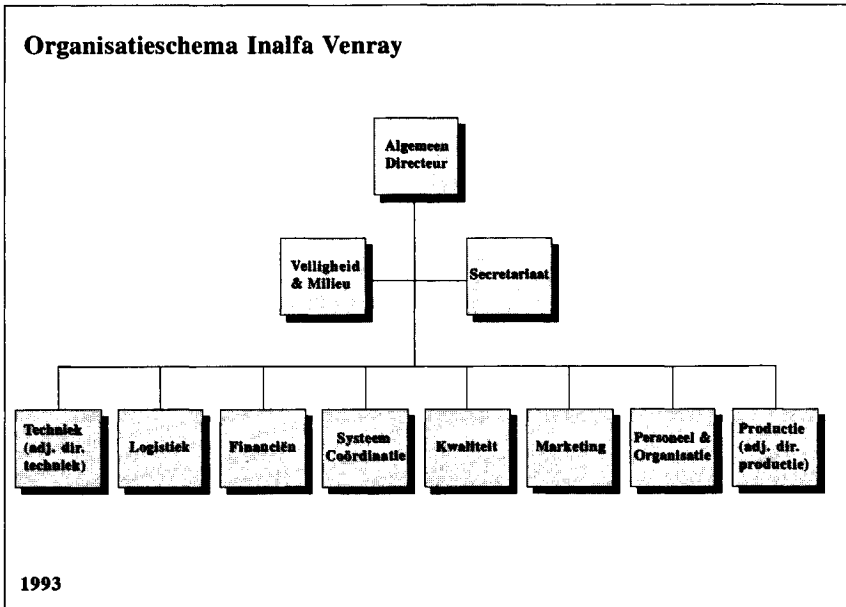 Organisatieschema Inalfa Venray
Algemeen
Directeur
Veiligheid
& Milieu
Secretariaat
Techniek
(adj. dir.
techniek)
Logistiek
Financiën
Systeem
Coördinatie
Kwaliteit
Marketing
Personeel &
Organisatie
Productie
(adj. dir.
productie)
1993